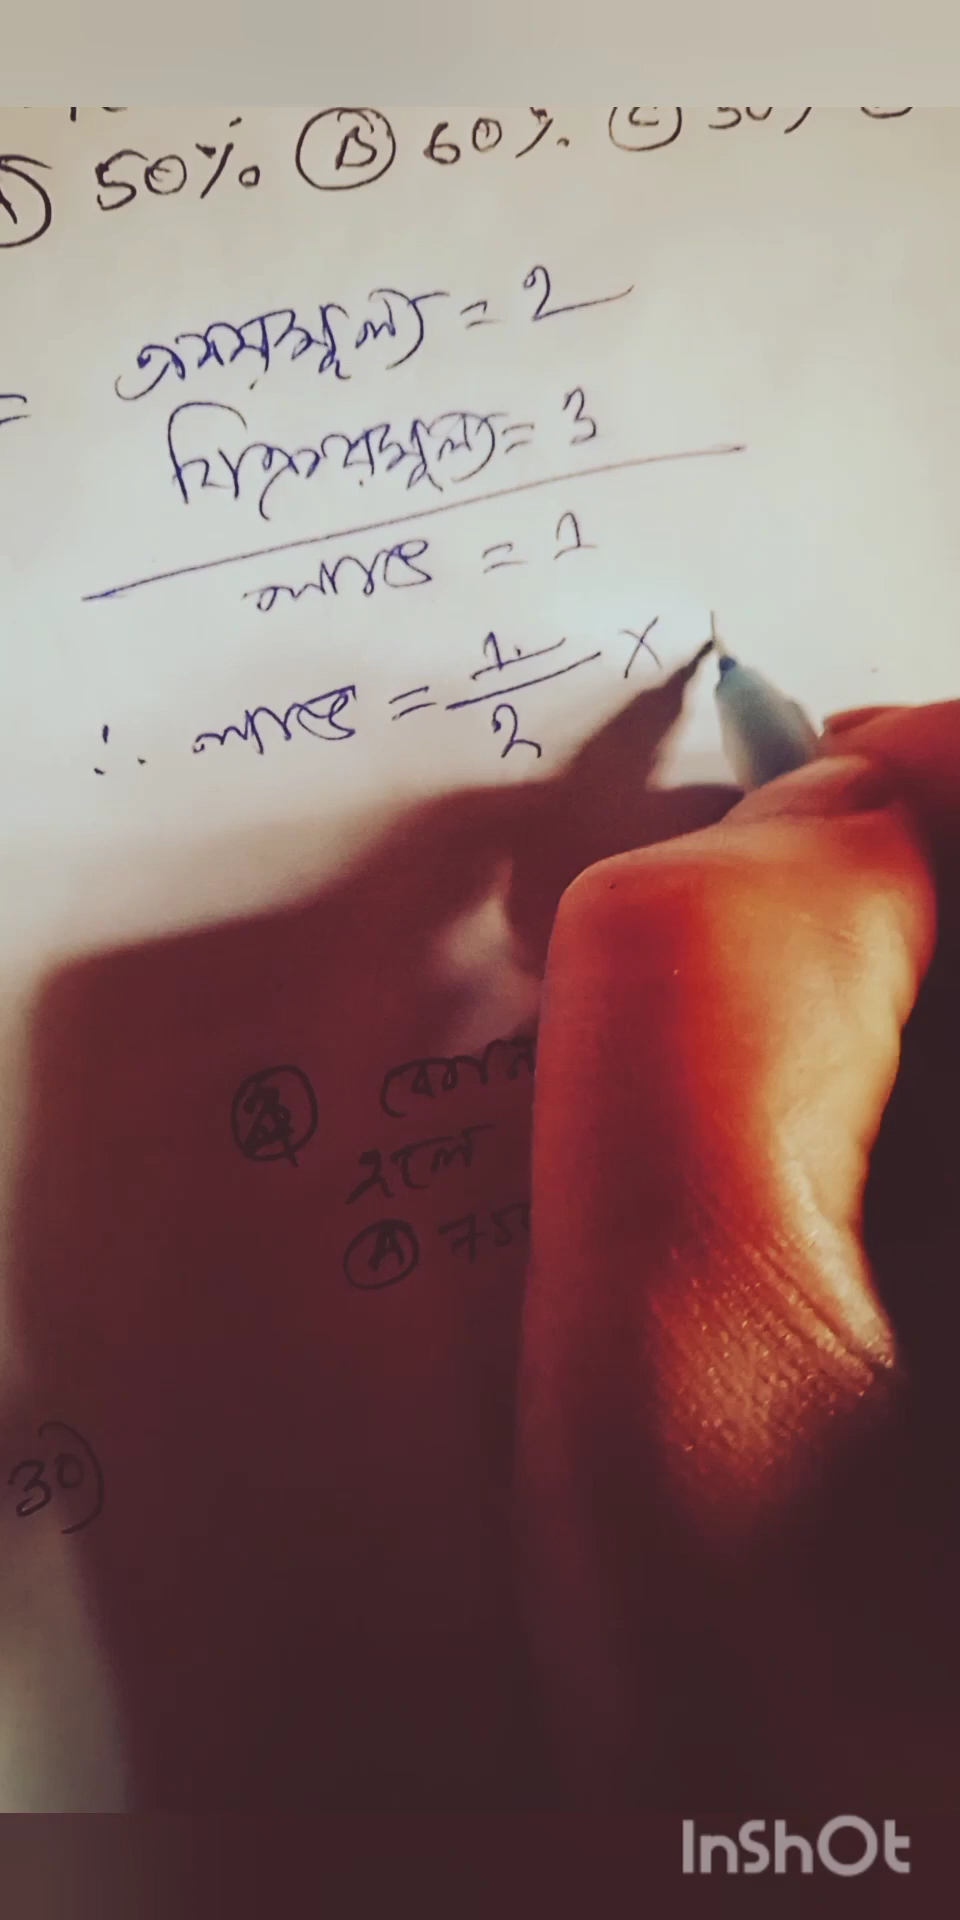 50% (B) 60% (C)
= ক্রয়মূল্য = 2
বিক্রয়মূল্য = 3
লাভ = 1
∴ লাভ = 1/2 ×
হলে
(A) 75
30)
InShOt